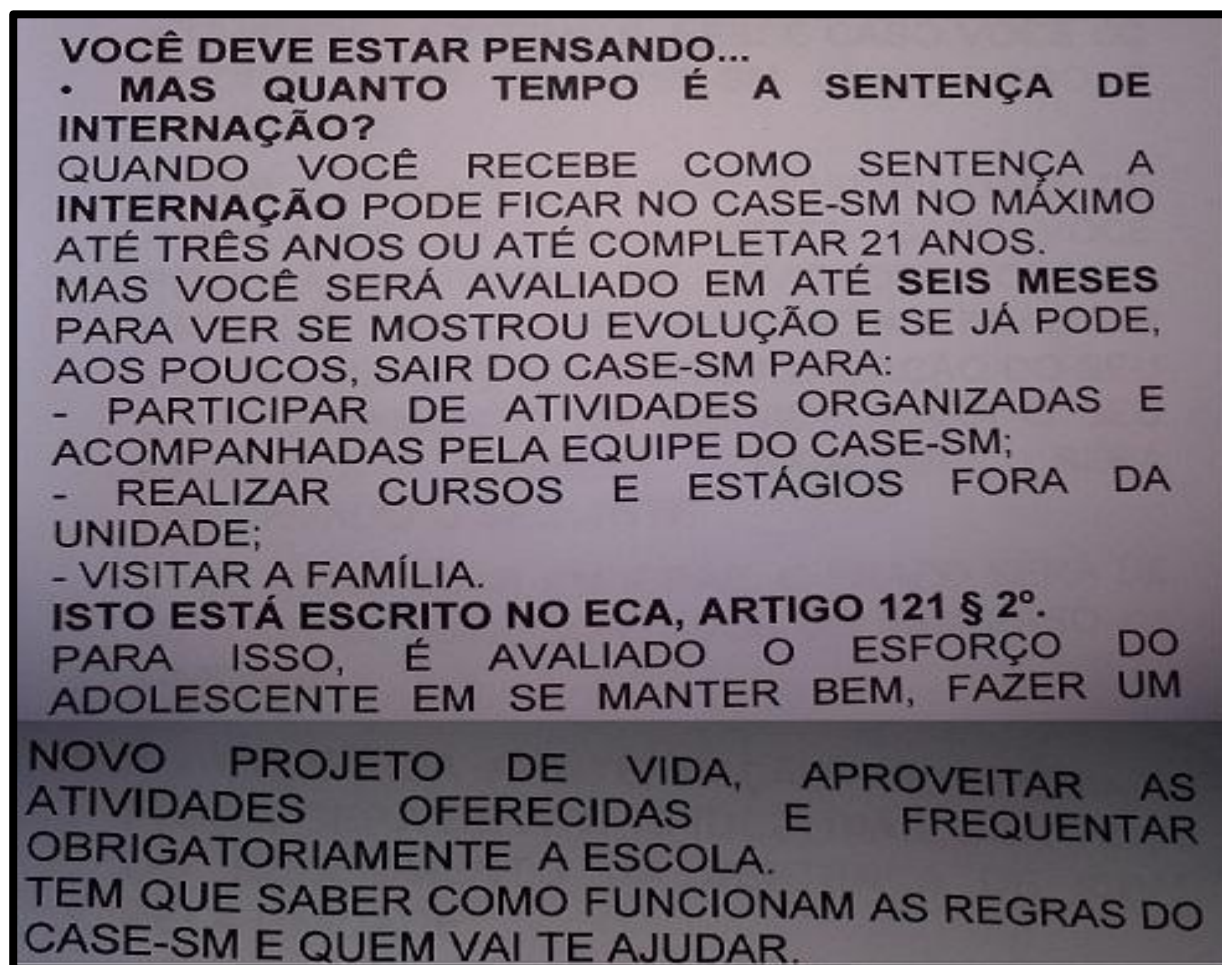 VOCÊ DEVE ESTAR PENSANDO...
• MAS QUANTO TEMPO É A SENTENÇA DE
INTERNAÇÃO?
QUANDO VOCÊ RECEBE COMO SENTENÇA A
INTERNAÇÃO PODE FICAR NO CASE-SM NO MÁXIMO
ATÉ TRÊS ANOS OU ATÉ COMPLETAR 21 ANOS.
MAS VOCÊ SERÁ AVALIADO EM ATÉ SEIS MESES
PARA VER SE MOSTROU EVOLUÇÃO E SE JÁ PODE,
AOS POUCOS, SAIR DO CASE-SM PARA:
- PARTICIPAR DE ATIVIDADES ORGANIZADAS E
ACOMPANHADAS PELA EQUIPE DO CASE-SM;
- REALIZAR CURSOS E ESTÁGIOS FORA DA
UNIDADE;
- VISITAR A FAMÍLIA.
ISTO ESTÁ ESCRITO NO ECA, ARTIGO 121 § 2º.
PARA ISSO, É AVALIADO O ESFORÇO DO
ADOLESCENTE EM SE MANTER BEM, FAZER UM
NOVO PROJETO DE VIDA, APROVEITAR AS
ATIVIDADES OFERECIDAS E FREQUENTAR
OBRIGATORIAMENTE A ESCOLA.
TEM QUE SABER COMO FUNCIONAM AS REGRAS DO
CASE-SM E QUEM VAI TE AJUDAR.